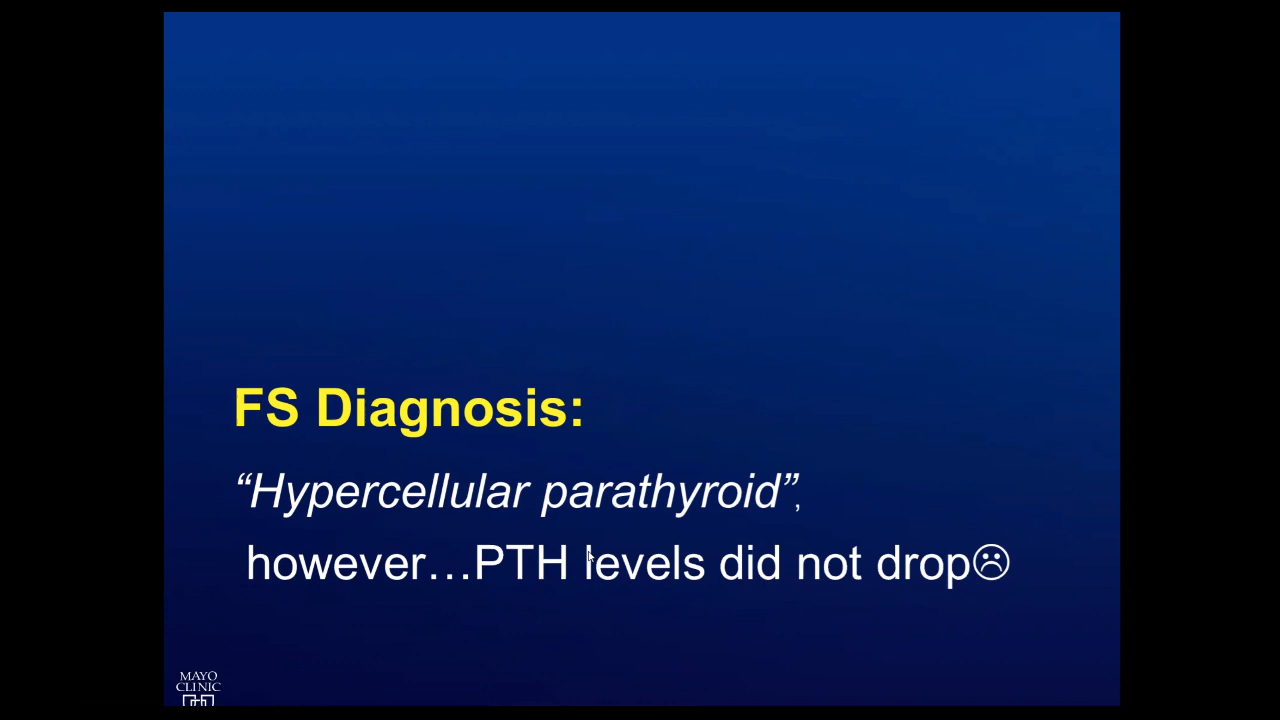 FS Diagnosis:
“Hypercellular parathyroid”,
however…PTH levels did not drop☹
MAYO
CLINIC